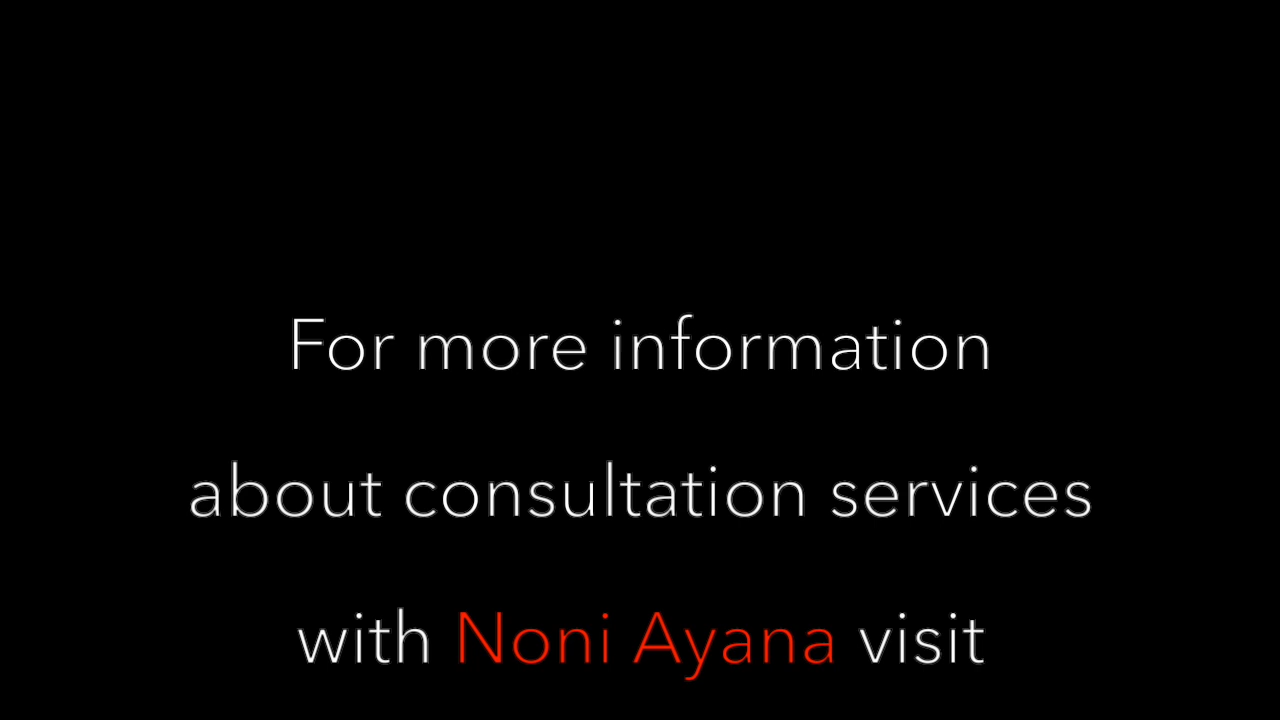 For more information
about consultation services
with Noni Ayana visit